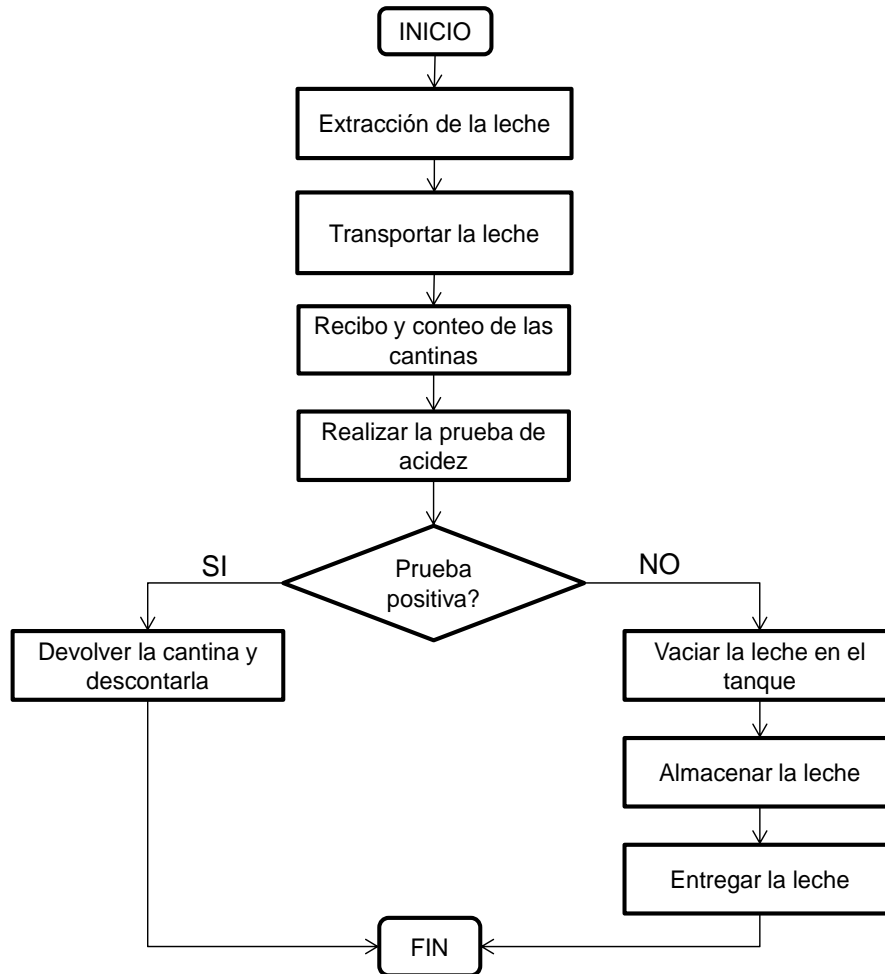 INICIO
Extracción de la leche
Transportar la leche
Recibo y conteo de las
cantinas
Realizar la prueba de
acidez
Prueba
positiva?
SI
NO
Devolver la cantina y
descontarla
Vaciar la leche en el
tanque
Almacenar la leche
Entregar la leche
FIN